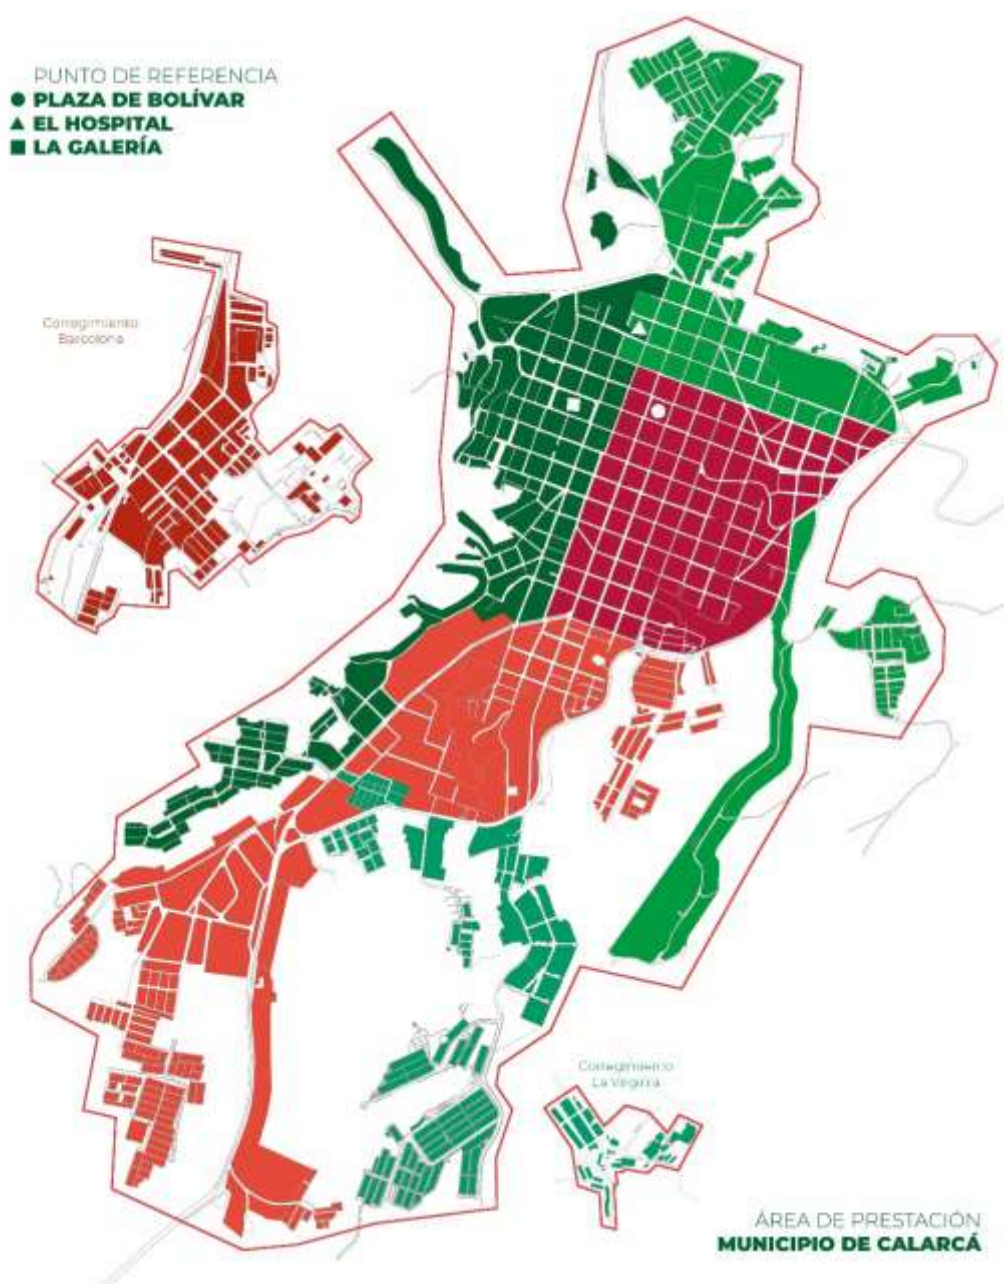 PUNTO DE REFERENCIA
PLAZA DE BOLÍVAR
EL HOSPITAL
LA GALERÍA
Corregimiento
Barcelona
Corregimiento
La Virginia
ÁREA DE PRESTACIÓN
MUNICIPIO DE CALARCÁ